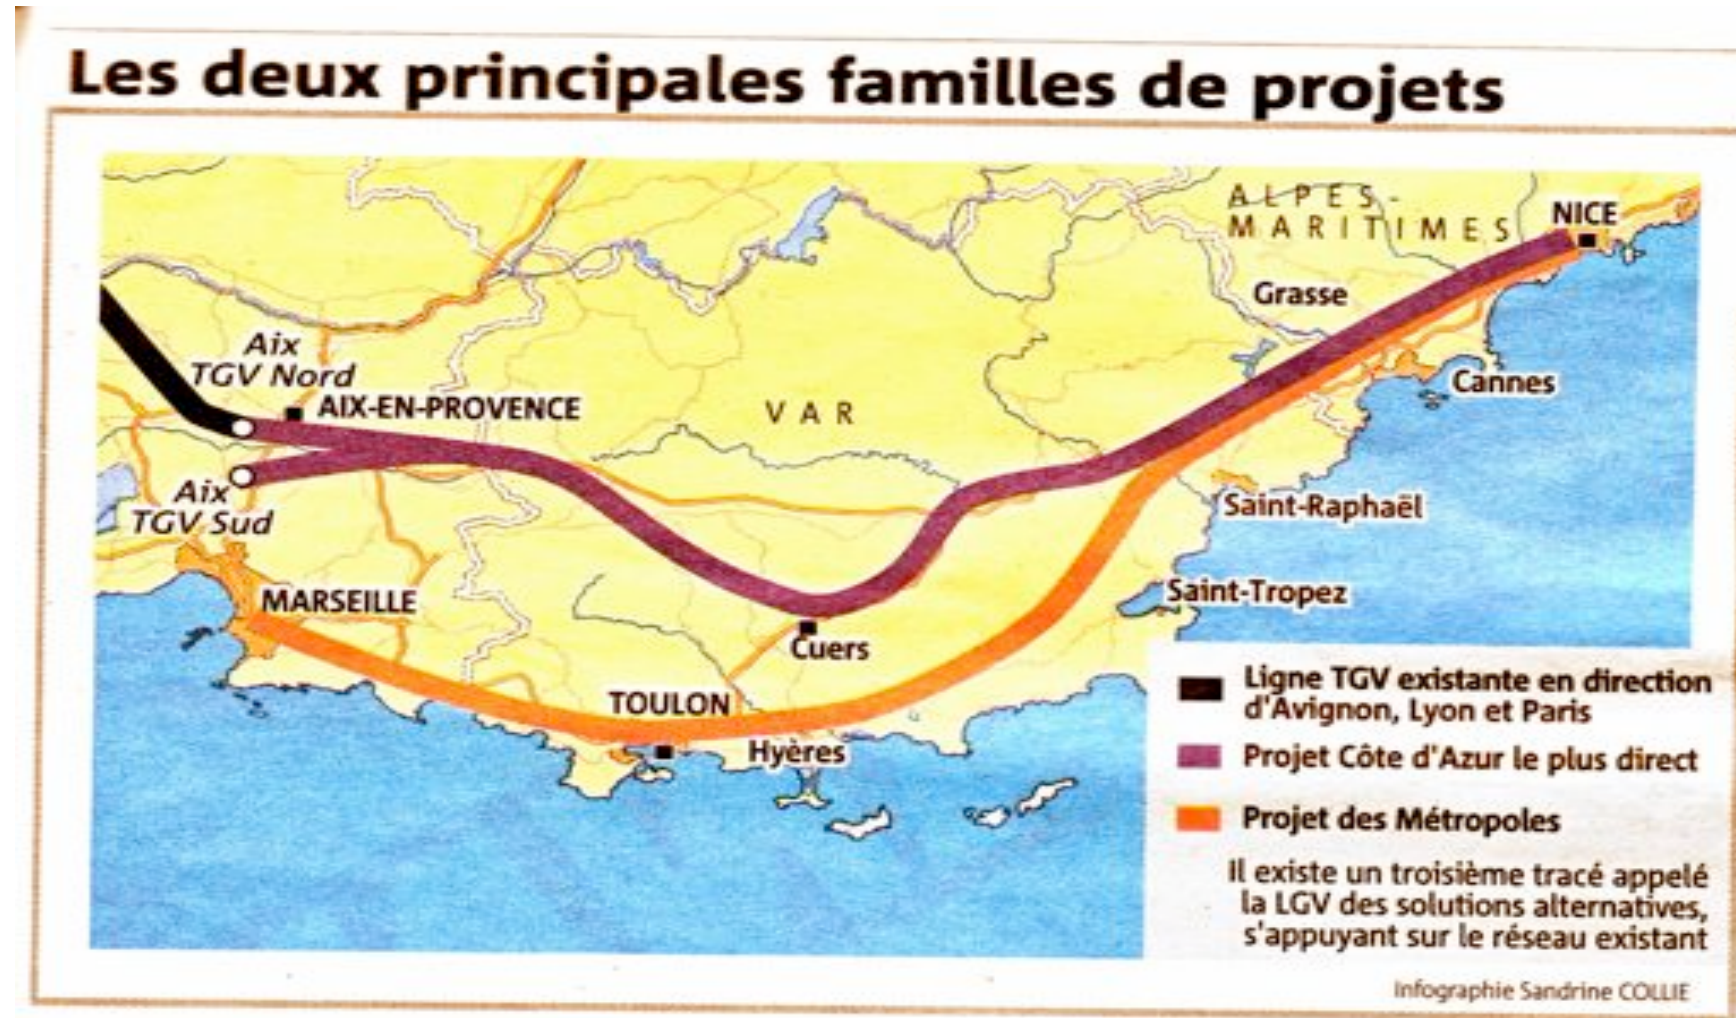 Les deux principales familles de projets
ALPES-
MARITIMES
NICE
Grasse
Aix
TGV Nord
AIX-EN-PROVENCE
VAR
Cannes
Aix
TGV Sud
Saint-Raphaël
MARSEILLE
Saint-Tropez
Cuers
TOULON
Hyères
Ligne TGV existante en direction
d'Avignon, Lyon et Paris
Projet Côte d'Azur le plus direct
Projet des Métropoles
Il existe un troisième tracé appelé
la LGV des solutions alternatives,
s'appuyant sur le réseau existant
Infographie Sandrine COLLIE